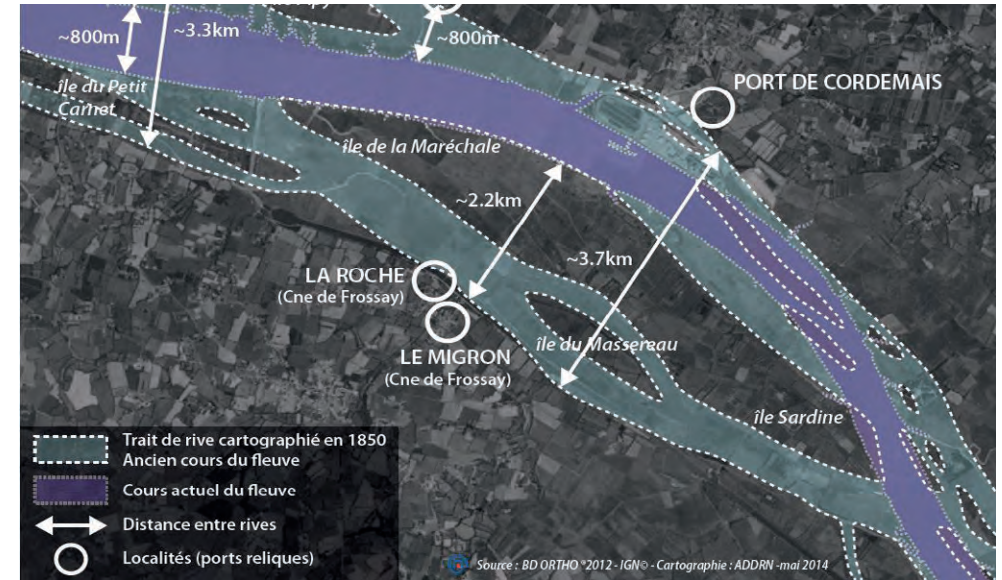 ~800m
~3.3km
~800m
île du Petit
Carnet
PORT DE CORDEMAIS
île de la Maréchale
~2.2km
~3.7km
LA ROCHE
(Cne de Frossay)
LE MIGRON
(Cne de Frossay)
île du Massereau
île Sardine
Trait de rive cartographié en 1850
Ancien cours du fleuve
Cours actuel du fleuve
Distance entre rives
Localités (ports reliques)
Source : BD ORTHO ®2012 - IGN© - Cartographie : ADDRN -mai 2014